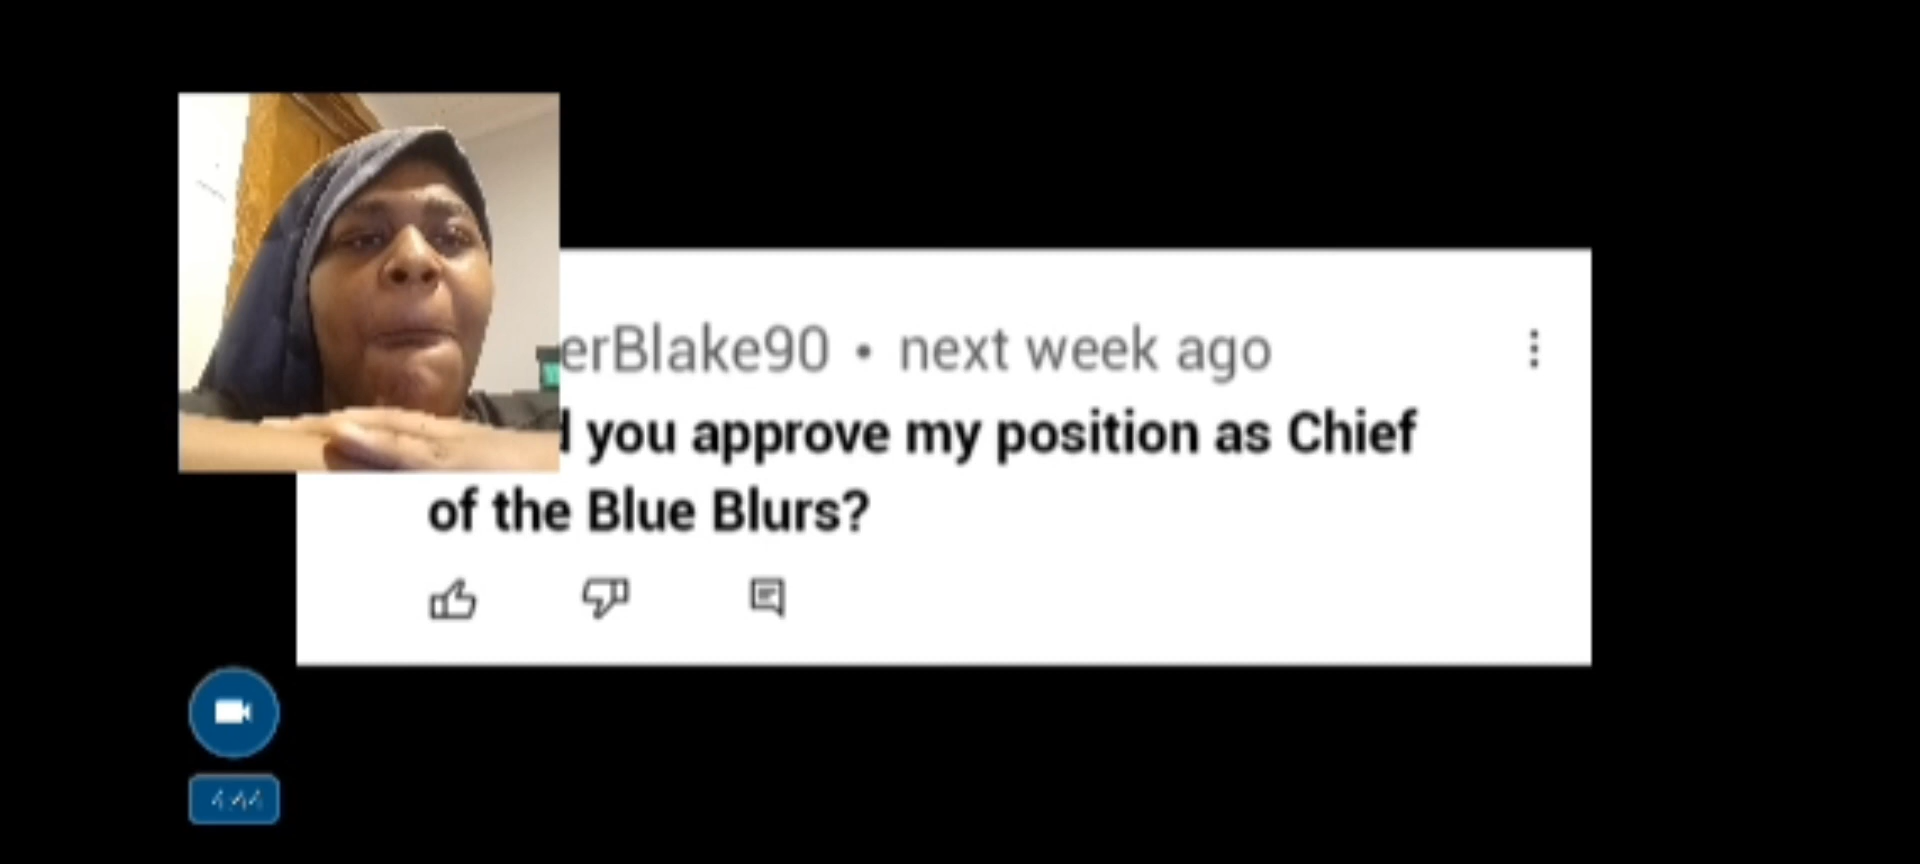 erBlake90 • next week ago
you approve my position as Chief
of the Blue Blurs?